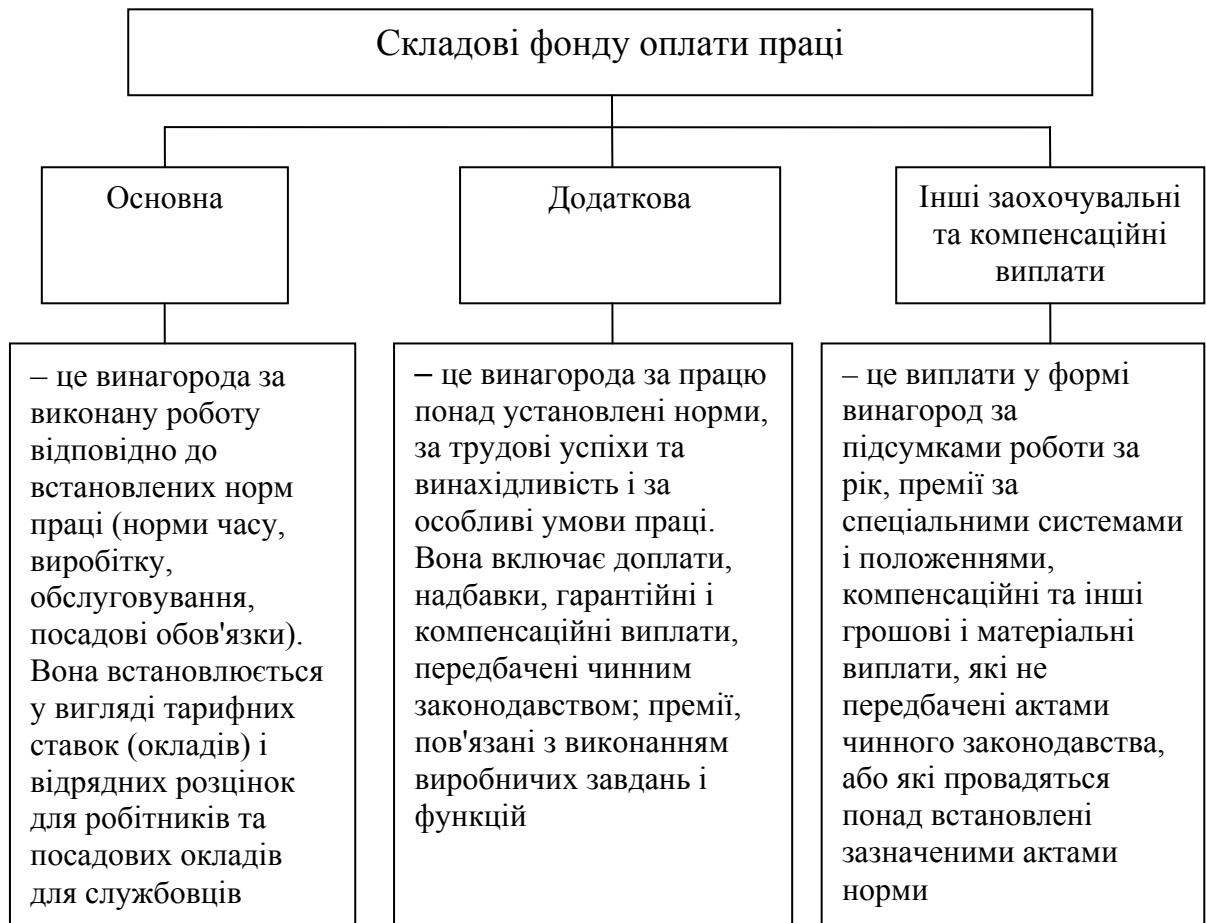 Складові фонду оплати праці
Основна
Додаткова
Інші заохочувальні
та компенсаційні
виплати
– це винагорода за
виконану роботу
відповідно до
встановлених норм
праці (норми часу,
виробітку,
обслуговування,
посадові обов'язки).
Вона встановлюється
у вигляді тарифних
ставок (окладів) і
відрядних розцінок
для робітників та
посадових окладів
для службовців
– це винагорода за працю
понад установлені норми,
за трудові успіхи та
винахідливість і за
особливі умови праці.
Вона включає доплати,
надбавки, гарантійні і
компенсаційні виплати,
передбачені чинним
законодавством; премії,
пов'язані з виконанням
виробничих завдань і
функцій
– це виплати у формі
винагород за
підсумками роботи за
рік, премії за
спеціальними системами
і положеннями,
компенсаційні та інші
грошові і матеріальні
виплати, які не
передбачені актами
чинного законодавства,
або які провадяться
понад встановлені
зазначеними актами
норми